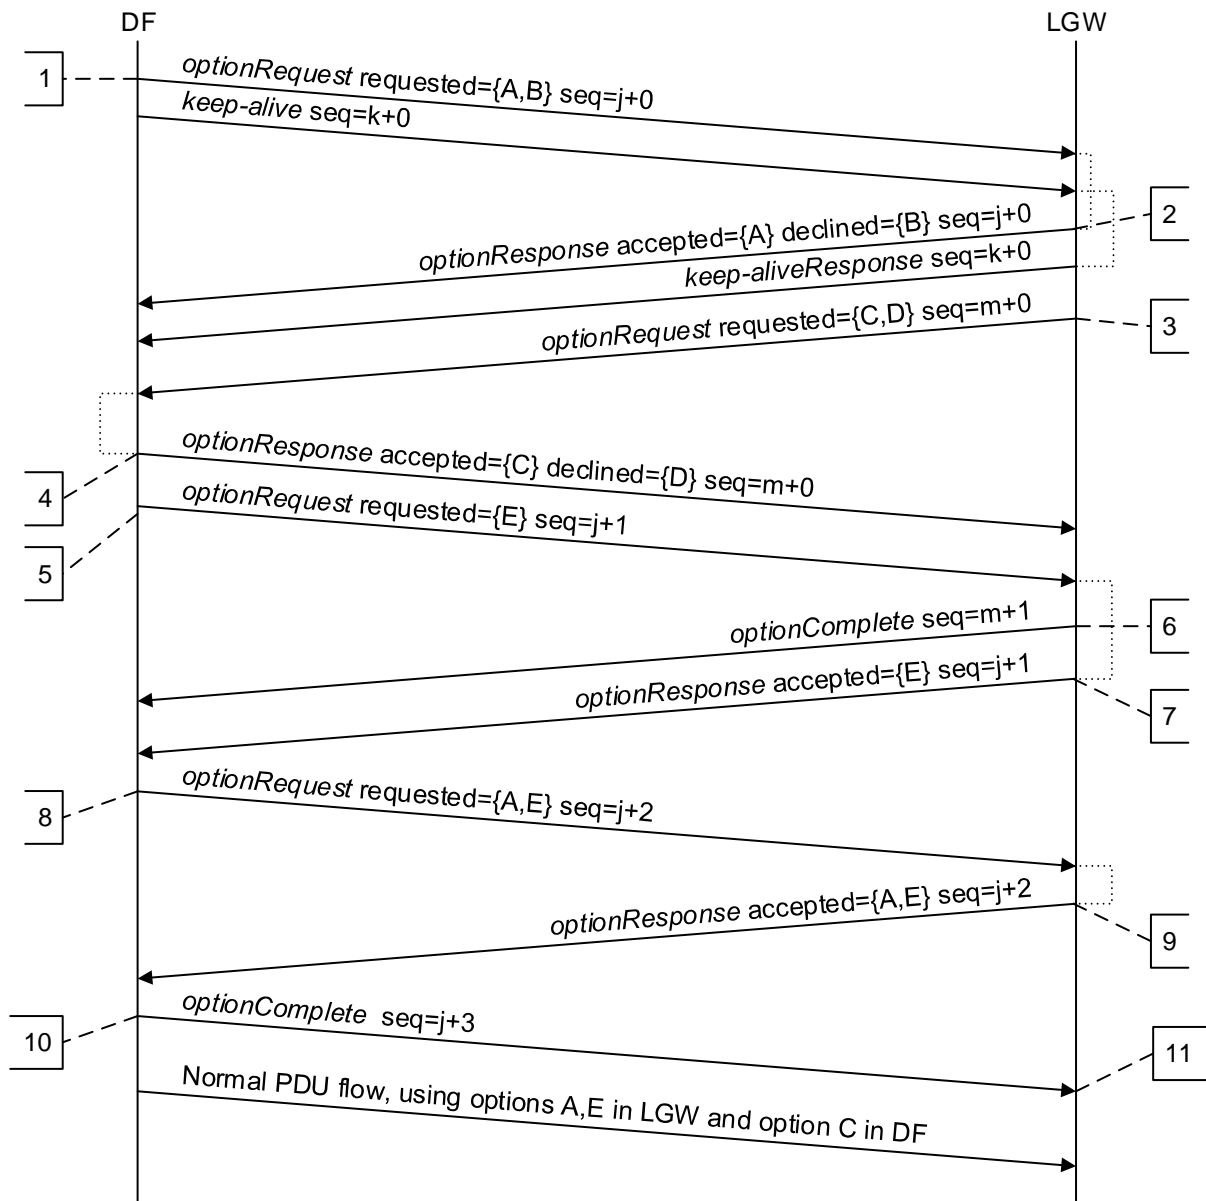 DF
LGW
1
optionRequest requested={A,B} seq=j+0
keep-alive seq=k+0
2
optionResponse accepted={A} declined={B} seq=j+0
keep-aliveResponse seq=k+0
3
optionRequest requested={C,D} seq=m+0
optionResponse accepted={C} declined={D} seq=m+0
4
optionRequest requested={E} seq=j+1
5
optionComplete seq=m+1
6
optionResponse accepted={E} seq=j+1
7
optionRequest requested={A,E} seq=j+2
8
optionResponse accepted={A,E} seq=j+2
9
optionComplete  seq=j+3
10
11
Normal PDU flow, using options A,E in LGW and option C in DF